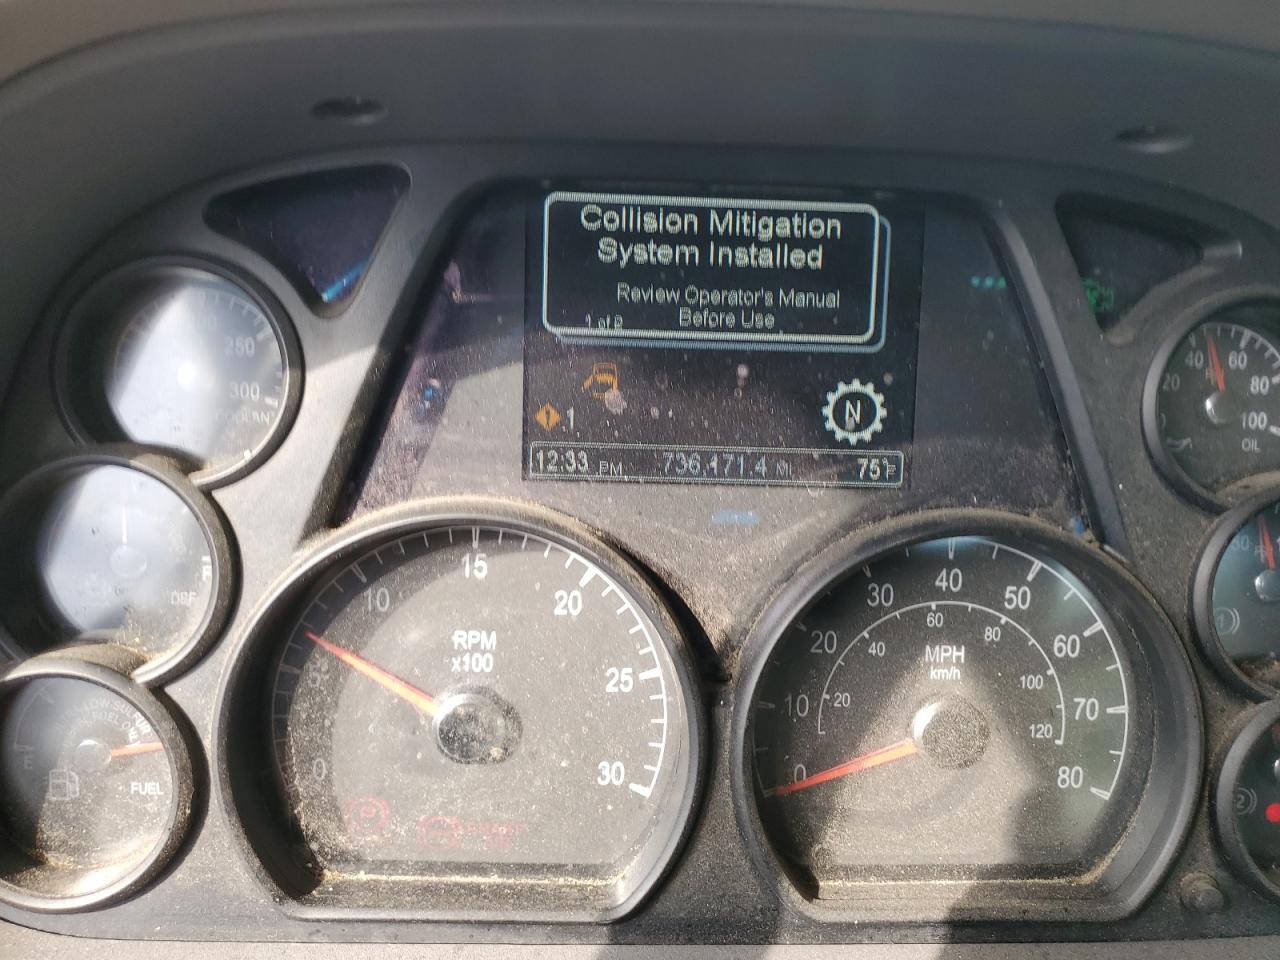 Collision Mitigation
System Installed
Review Operator's Manual
Before Use
1 of 2
1
N
12:33 PM 736,471.4 MI 75°F
250
300
COOLANT
F
DEF
E
FUEL
0
5
10
15
20
25
30
RPM
x100
P
0
10
20
30
40
50
60
70
80
20
40
60
80
100
120
MPH
km/h
20
40
60
80
100
OIL
1
2